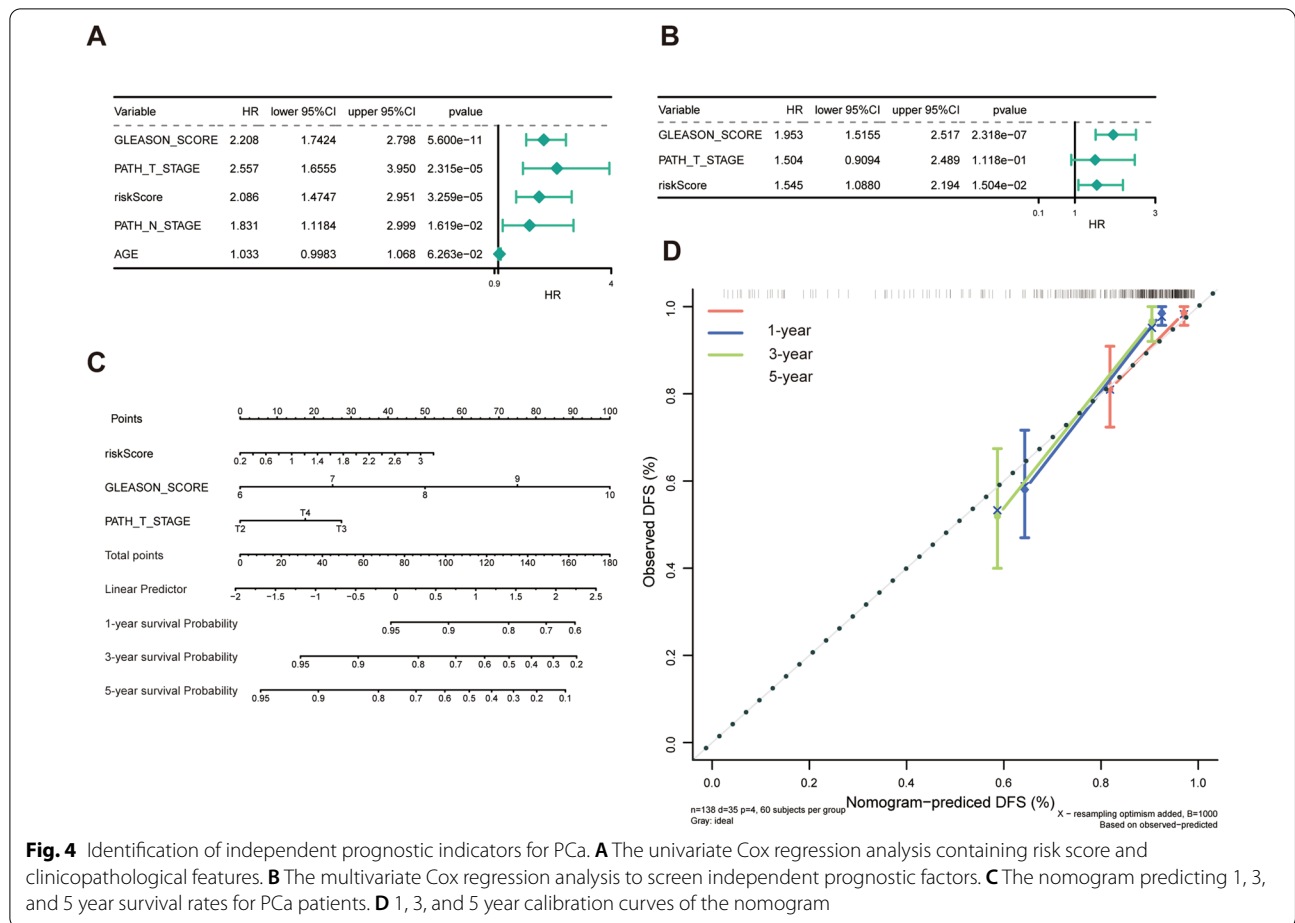 A
Variable HR lower 95%CI upper 95%CI pvalue
GLEASON_SCORE 2.208 1.7424 2.798 5.600e−11
PATH_T_STAGE 2.557 1.6555 3.950 2.315e−05
riskScore 2.086 1.4747 2.951 3.259e−05
PATH_N_STAGE 1.831 1.1184 2.999 1.619e−02
AGE 1.033 0.9983 1.068 6.263e−02
0.9 4
HR
B
Variable HR lower 95%CI upper 95%CI pvalue
GLEASON_SCORE 1.953 1.5155 2.517 2.318e−07
PATH_T_STAGE 1.504 0.9094 2.489 1.118e−01
riskScore 1.545 1.0880 2.194 1.504e−02
0.1 1 3
HR
C
Points 0 10 20 30 40 50 60 70 80 90 100
riskScore
0.2 0.6 1 1.4 1.8 2.2 2.6 3
7 9
GLEASON_SCORE
6 8 10
T4
PATH_T_STAGE
T2 T3
Total points 0 20 40 60 80 100 120 140 160 180
Linear Predictor
−2 −1.5 −1 −0.5 0 0.5 1 1.5 2 2.5
1-year survival Probability
0.95 0.9 0.8 0.7 0.6
3-year survival Probability
0.95 0.9 0.8 0.7 0.6 0.5 0.4 0.3 0.2
5-year survival Probability
0.95 0.9 0.8 0.7 0.6 0.5 0.4 0.3 0.2 0.1
D
1-year
3-year
5-year
1.0
0.8
0.6
0.4
0.2
0.0
Observed DFS (%)
0.0 0.2 0.4 0.6 0.8 1.0
Nomogram−prediced DFS (%)
n=138 d=35 p=4, 60 subjects per group
Gray: ideal
X − resampling optimism added, B=1000
Based on observed−predicted
Fig. 4 Identification of independent prognostic indicators for PCa. A The univariate Cox regression analysis containing risk score and
clinicopathological features. B The multivariate Cox regression analysis to screen independent prognostic factors. C The nomogram predicting 1, 3,
and 5 year survival rates for PCa patients. D 1, 3, and 5 year calibration curves of the nomogram